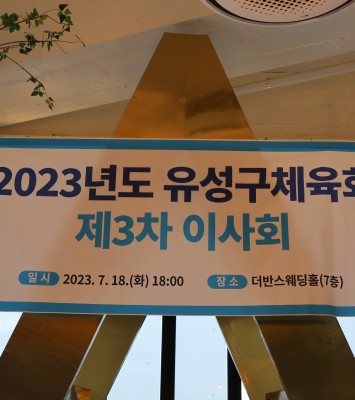 2023년도 유성구체육회
제3차 이사회
일 시 2023. 7. 18.(화) 18:00 장 소 더반스웨딩홀(7층)